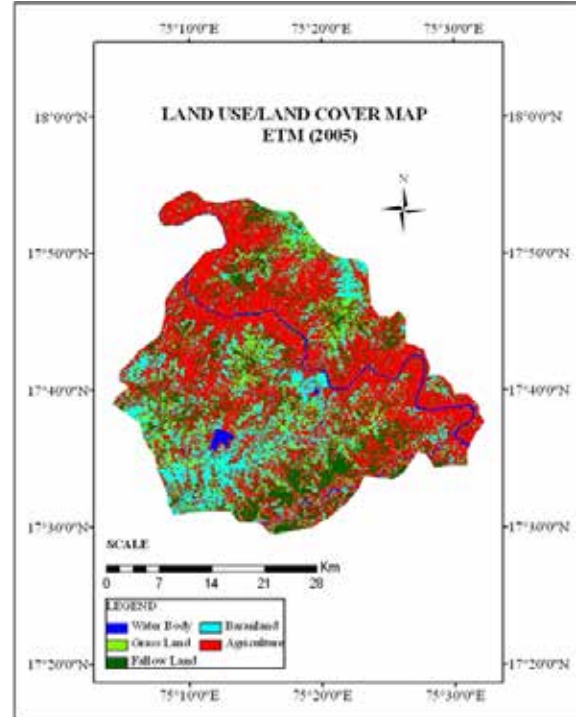 75°10'0"E 75°20'0"E 75°30'0"E
18°0'0"N 18°0'0"N
LAND USE/LAND COVER MAP
ETM (2005)
N
17°50'0"N 17°50'0"N
17°40'0"N 17°40'0"N
17°30'0"N 17°30'0"N
SCALE
Km
0 3.5 7 14 21 28
LEGEND
Water Body Baranland
Grass Land Agriculture
Fallow Land
17°20'0"N 17°20'0"N
75°10'0"E 75°20'0"E 75°30'0"E